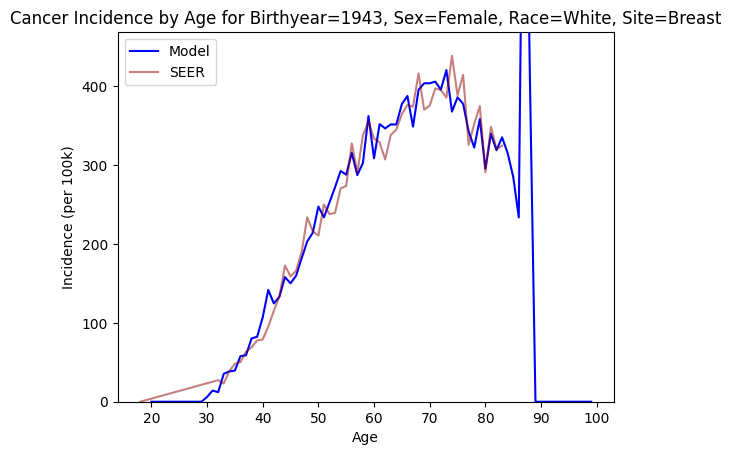 Cancer Incidence by Age for Birthyear=1943, Sex=Female, Race=White, Site=Breast
Model
SEER
Incidence (per 100k)
400
300
200
100
0
20 30 40 50 60 70 80 90 100
Age